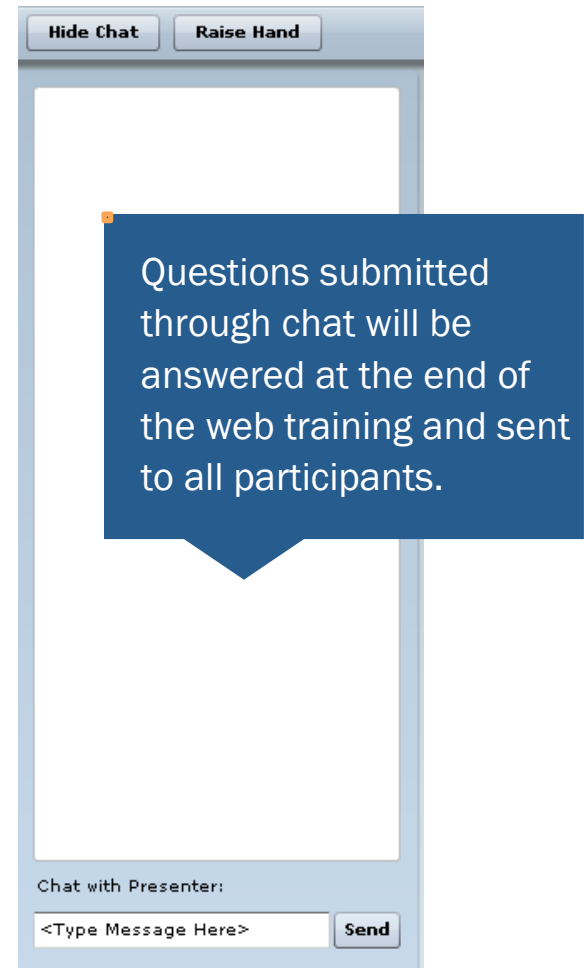 Hide Chat Raise Hand
Questions submitted
through chat will be
answered at the end of
the web training and sent
to all participants.
Chat with Presenter:
<Type Message Here> Send